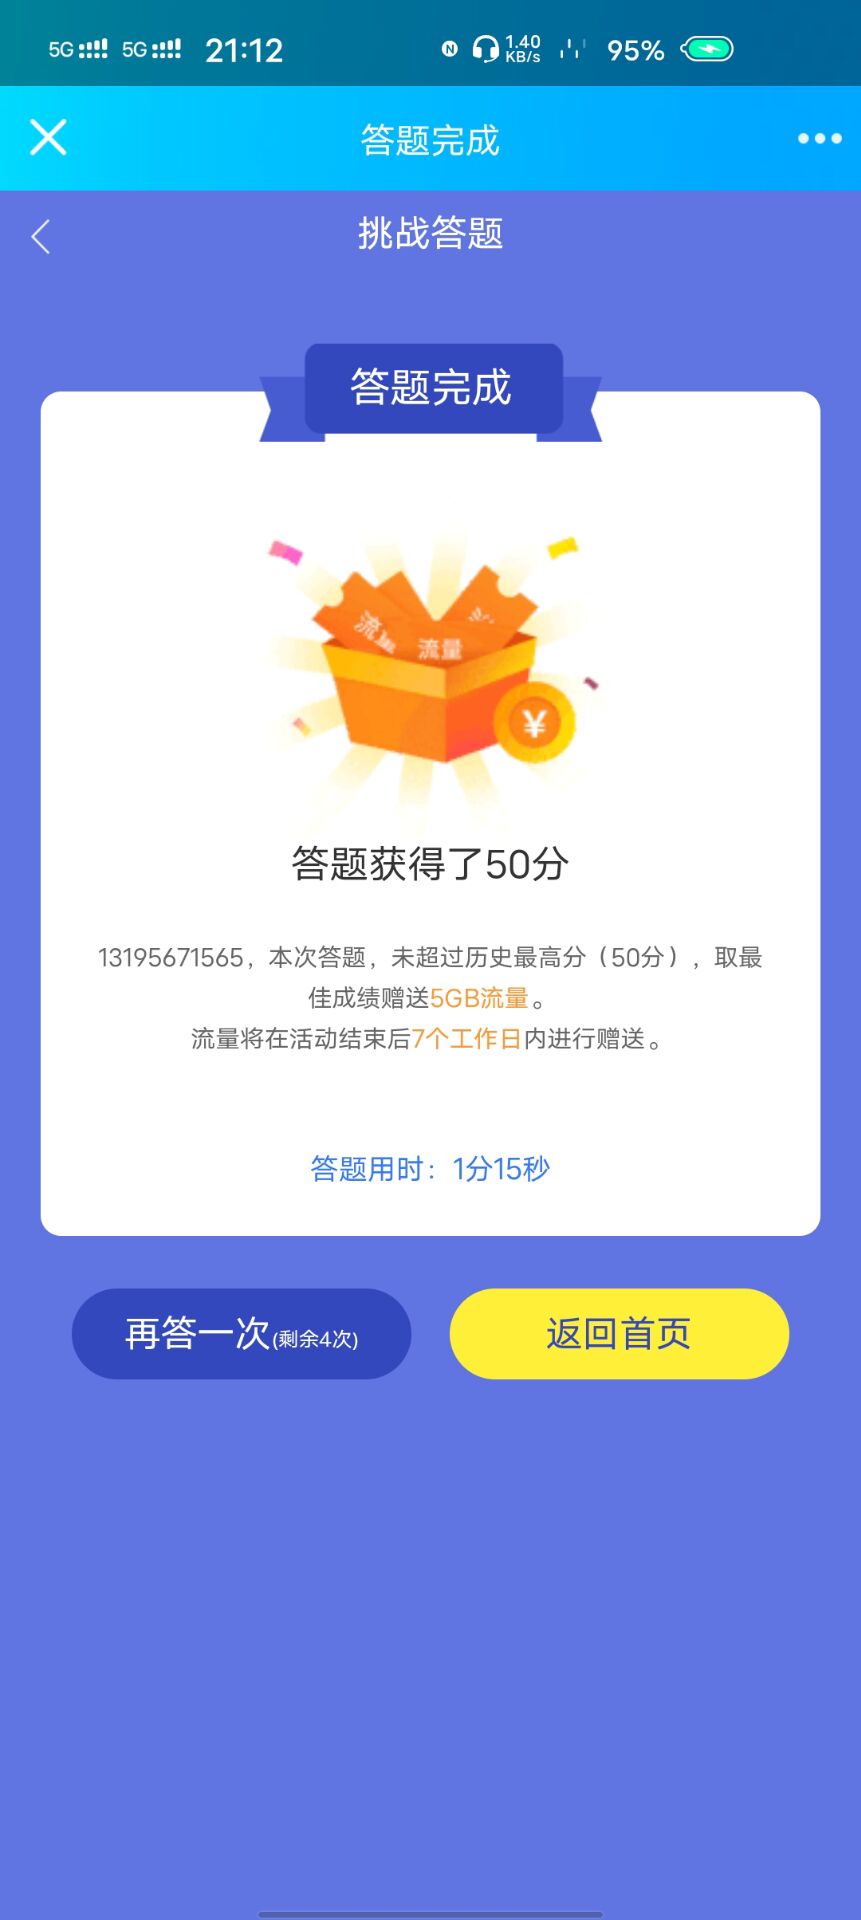 5G 5G 21:12 N 1.40 KB/s 95%
答题完成
挑战答题
答题完成
流量 流量
¥
答题获得了50分
13195671565，本次答题，未超过历史最高分（50分），取最
佳成绩赠送5GB流量。
流量将在活动结束后7个工作日内进行赠送。
答题用时：1分15秒
再答一次(剩余4次)
返回首页